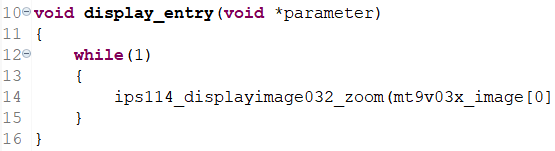 10 void display_entry(void *parameter)
11 {
12     while(1)
13     {
14         ips114_displayimage032_zoom(mt9v03x_image[0]
15     }
16 }